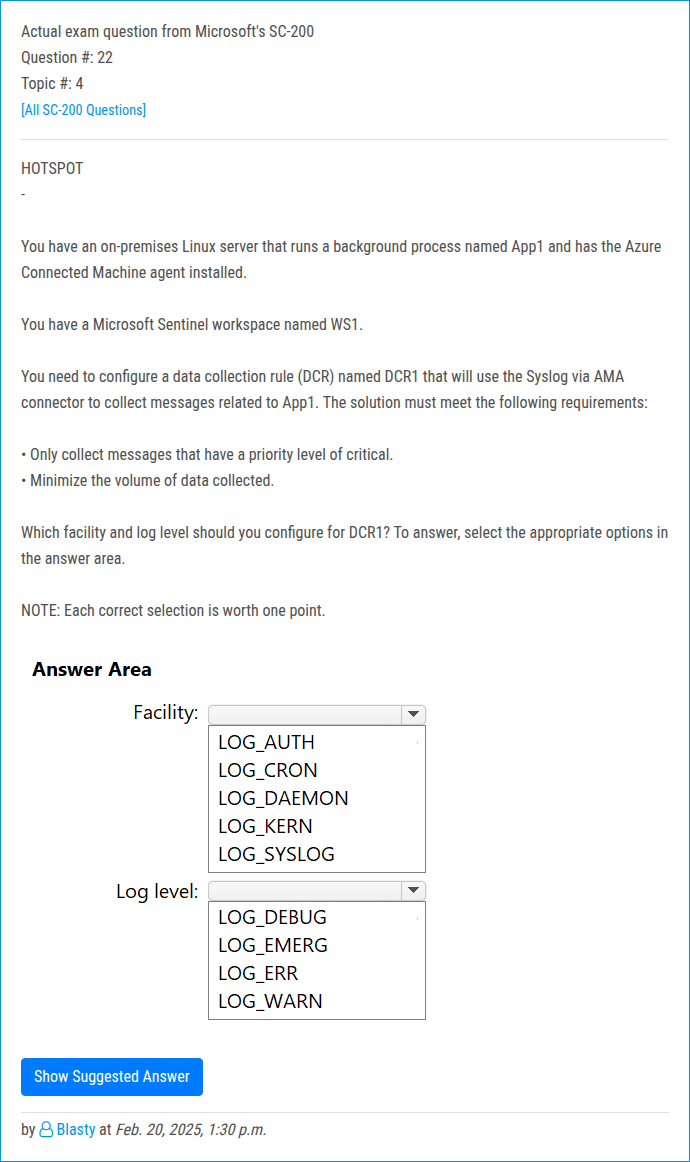 Actual exam question from Microsoft's SC-200
Question #: 22
Topic #: 4
[All SC-200 Questions]
HOTSPOT
-
You have an on-premises Linux server that runs a background process named App1 and has the Azure
Connected Machine agent installed.
You have a Microsoft Sentinel workspace named WS1.
You need to configure a data collection rule (DCR) named DCR1 that will use the Syslog via AMA
connector to collect messages related to App1. The solution must meet the following requirements:
• Only collect messages that have a priority level of critical.
• Minimize the volume of data collected.
Which facility and log level should you configure for DCR1? To answer, select the appropriate options in
the answer area.
NOTE: Each correct selection is worth one point.
Answer Area
Facility:
LOG_AUTH
LOG_CRON
LOG_DAEMON
LOG_KERN
LOG_SYSLOG
Log level:
LOG_DEBUG
LOG_EMERG
LOG_ERR
LOG_WARN
Show Suggested Answer
by Blasty at Feb. 20, 2025, 1:30 p.m.